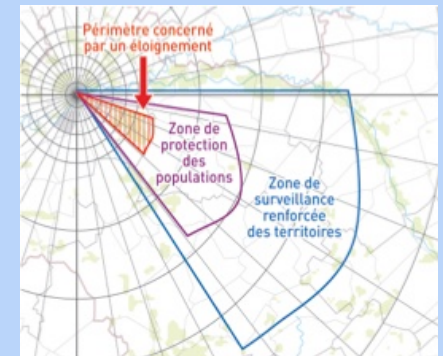 Périmètre concerné
par un éloignement
Zone de
protection
des
populations
Zone de
surveillance
renforcée
des territoires